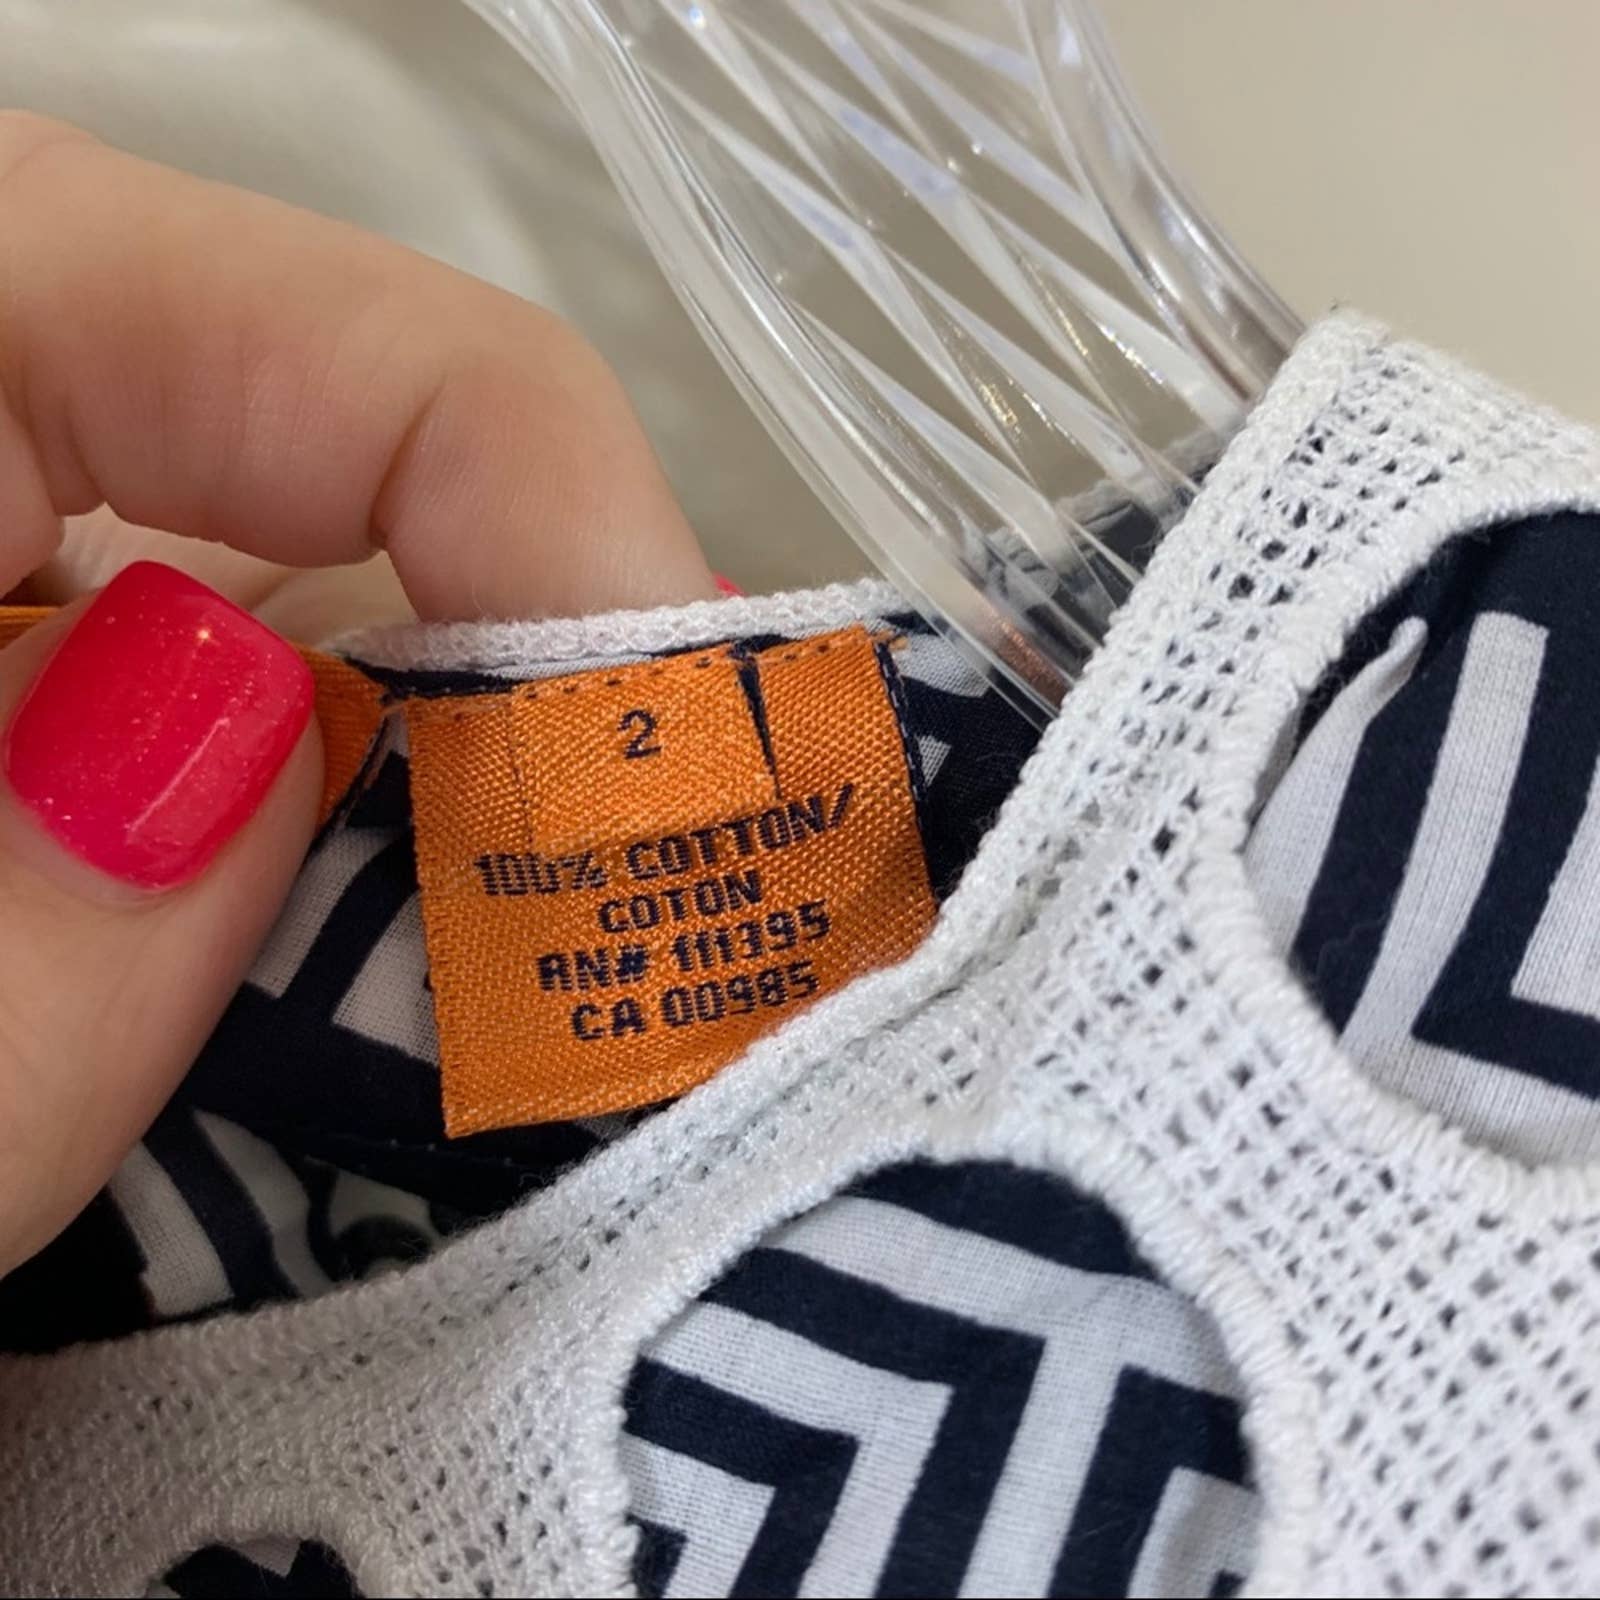 2
100% COTTON/
COTON
RN# 111395
CA 00985